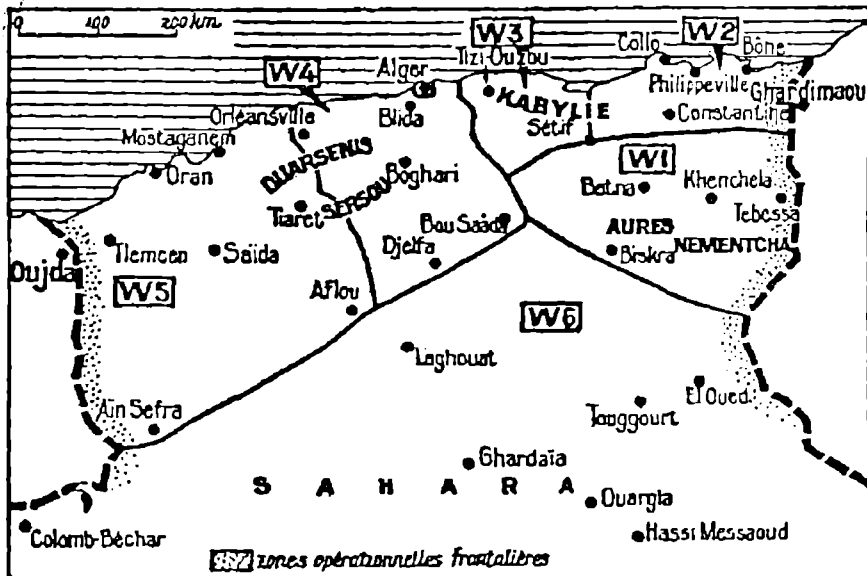 0 100 200 km
W3
W2
Tizi-Ouzou
Collo
Bône
W4
Alger
Philippeville
Ghardimaou
Orléansville
Blida
KABYLIE
Constantine
Mostaganem
Sétif
OUARSENIS
W1
Oran
Boghari
Batna
Khenchela
SERSOU
Tiaret
Tebessa
Bou Saâda
AURES
NEMENTCHA
Tlemcen
Saïda
Biskra
Oujda
Djelfa
W5
Aflou
W6
Laghouat
El Oued
Touggourt
Aïn Sefra
Ghardaïa
SAHARA
Ouargla
Colomb-Béchar
Hassi Messaoud
zones opérationnelles frontalières